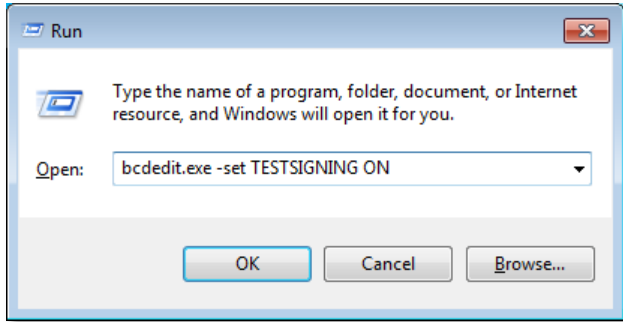 Run
Type the name of a program, folder, document, or Internet
resource, and Windows will open it for you.
Open: bcdedit.exe -set TESTSIGNING ON
OK Cancel Browse...